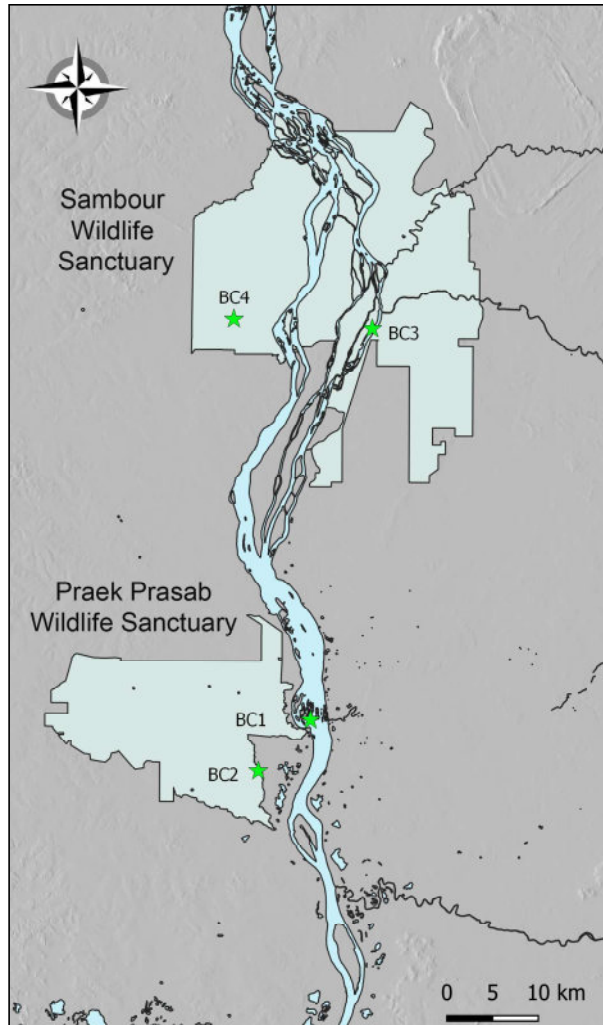 Sambour
Wildlife
Sanctuary
BC4
BC3
Praek Prasab
Wildlife Sanctuary
BC1
BC2
0 5 10 km